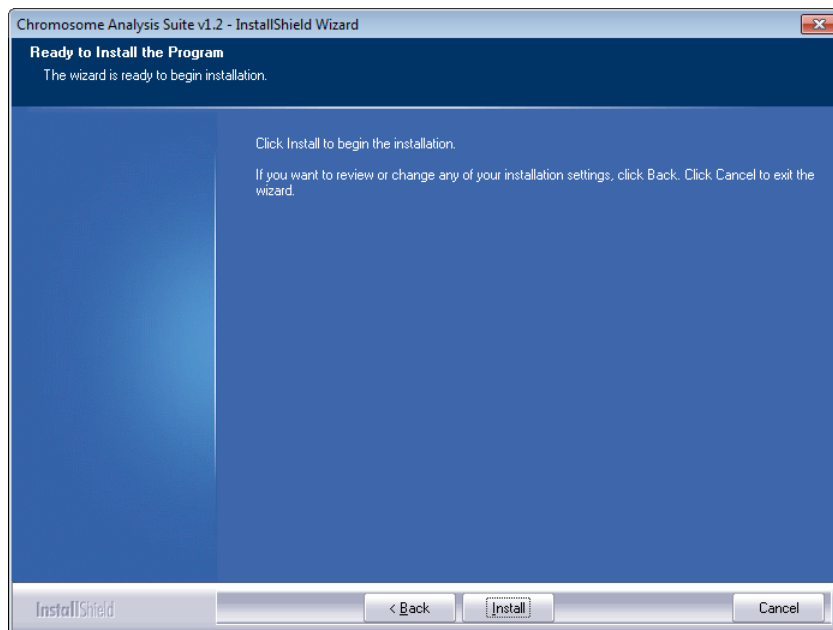 Chromosome Analysis Suite v1.2 - InstallShield Wizard
Ready to Install the Program
The wizard is ready to begin installation.
Click Install to begin the installation.
If you want to review or change any of your installation settings, click Back. Click Cancel to exit the
wizard.
InstallShield
< Back Install Cancel